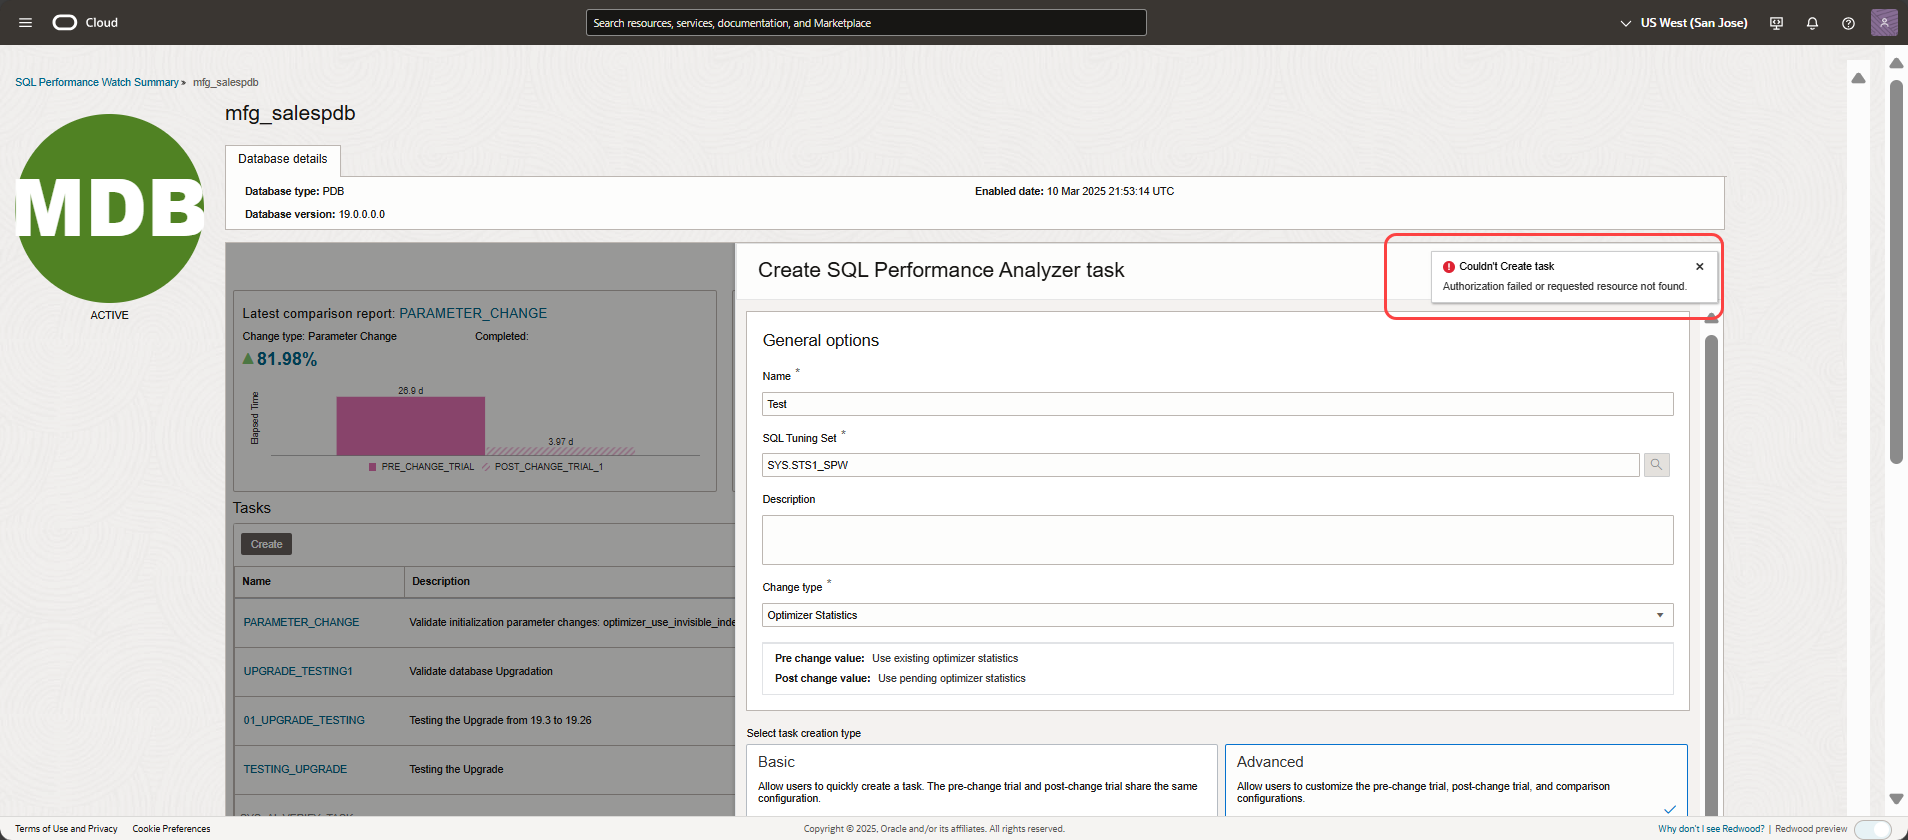 Cloud
Search resources, services, documentation, and Marketplace
US West (San Jose)
SQL Performance Watch Summary » mfg_salespdb
MDB
ACTIVE
mfg_salespdb
Database details
Database type: PDB
Enabled date: 10 Mar 2025 21:53:14 UTC
Database version: 19.0.0.0.0
Latest comparison report: PARAMETER_CHANGE
Change type: Parameter Change
Completed:
81.98%
Elapsed Time
26.9 d
3.97 d
PRE_CHANGE_TRIAL
POST_CHANGE_TRIAL_1
Tasks
Create
Name
Description
PARAMETER_CHANGE
Validate initialization parameter changes: optimizer_use_invisible_inde
UPGRADE_TESTING1
Validate database Upgradation
01_UPGRADE_TESTING
Testing the Upgrade from 19.3 to 19.26
TESTING_UPGRADE
Testing the Upgrade
Create SQL Performance Analyzer task
Couldn't Create task
Authorization failed or requested resource not found.
General options
Name *
Test
SQL Tuning Set *
SYS.STS1_SPW
Description
Change type *
Optimizer Statistics
Pre change value: Use existing optimizer statistics
Post change value: Use pending optimizer statistics
Select task creation type
Basic
Allow users to quickly create a task. The pre-change trial and post-change trial share the same
configuration.
Advanced
Allow users to customize the pre-change trial, post-change trial, and comparison
configurations.
Terms of Use and Privacy
Cookie Preferences
Copyright © 2025, Oracle and/or its affiliates. All rights reserved.
Why don't I see Redwood? | Redwood preview